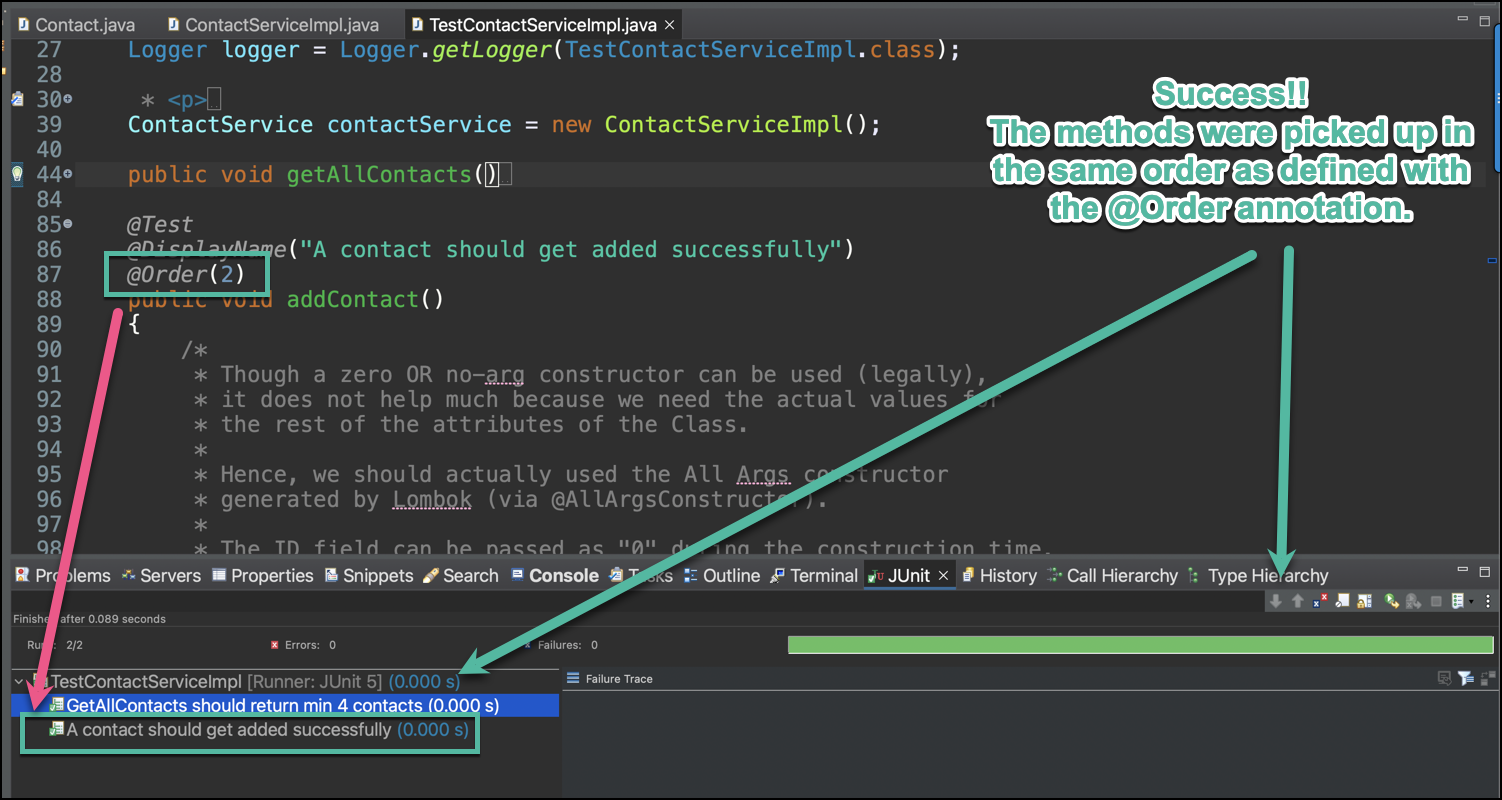 Contact.java ContactServiceImpl.java TestContactServiceImpl.java
27 Logger logger = Logger.getLogger(TestContactServiceImpl.class);
28
30 * <p>
39 ContactService contactService = new ContactServiceImpl();
40
44 public void getAllContacts()
84
85 @Test
86 @DisplayName("A contact should get added successfully")
87 @Order(2)
88 public void addContact()
89 {
90 /*
91 * Though a zero OR no-arg constructor can be used (legally),
92 * it does not help much because we need the actual values for
93 * the rest of the attributes of the Class.
94 *
95 * Hence, we should actually used the All Args constructor
96 * generated by Lombok (via @AllArgsConstructor).
97 *
98 * The ID field can be passed as "0" during the construction time.
Success!!
The methods were picked up in
the same order as defined with
the @Order annotation.
Problems Servers Properties Snippets Search Console Tasks Outline Terminal JUnit History Call Hierarchy Type Hierarchy
Finished after 0.089 seconds
Runs: 2/2 Errors: 0 Failures: 0
TestContactServiceImpl [Runner: JUnit 5] (0.000 s)
Failure Trace
GetAllContacts should return min 4 contacts (0.000 s)
A contact should get added successfully (0.000 s)